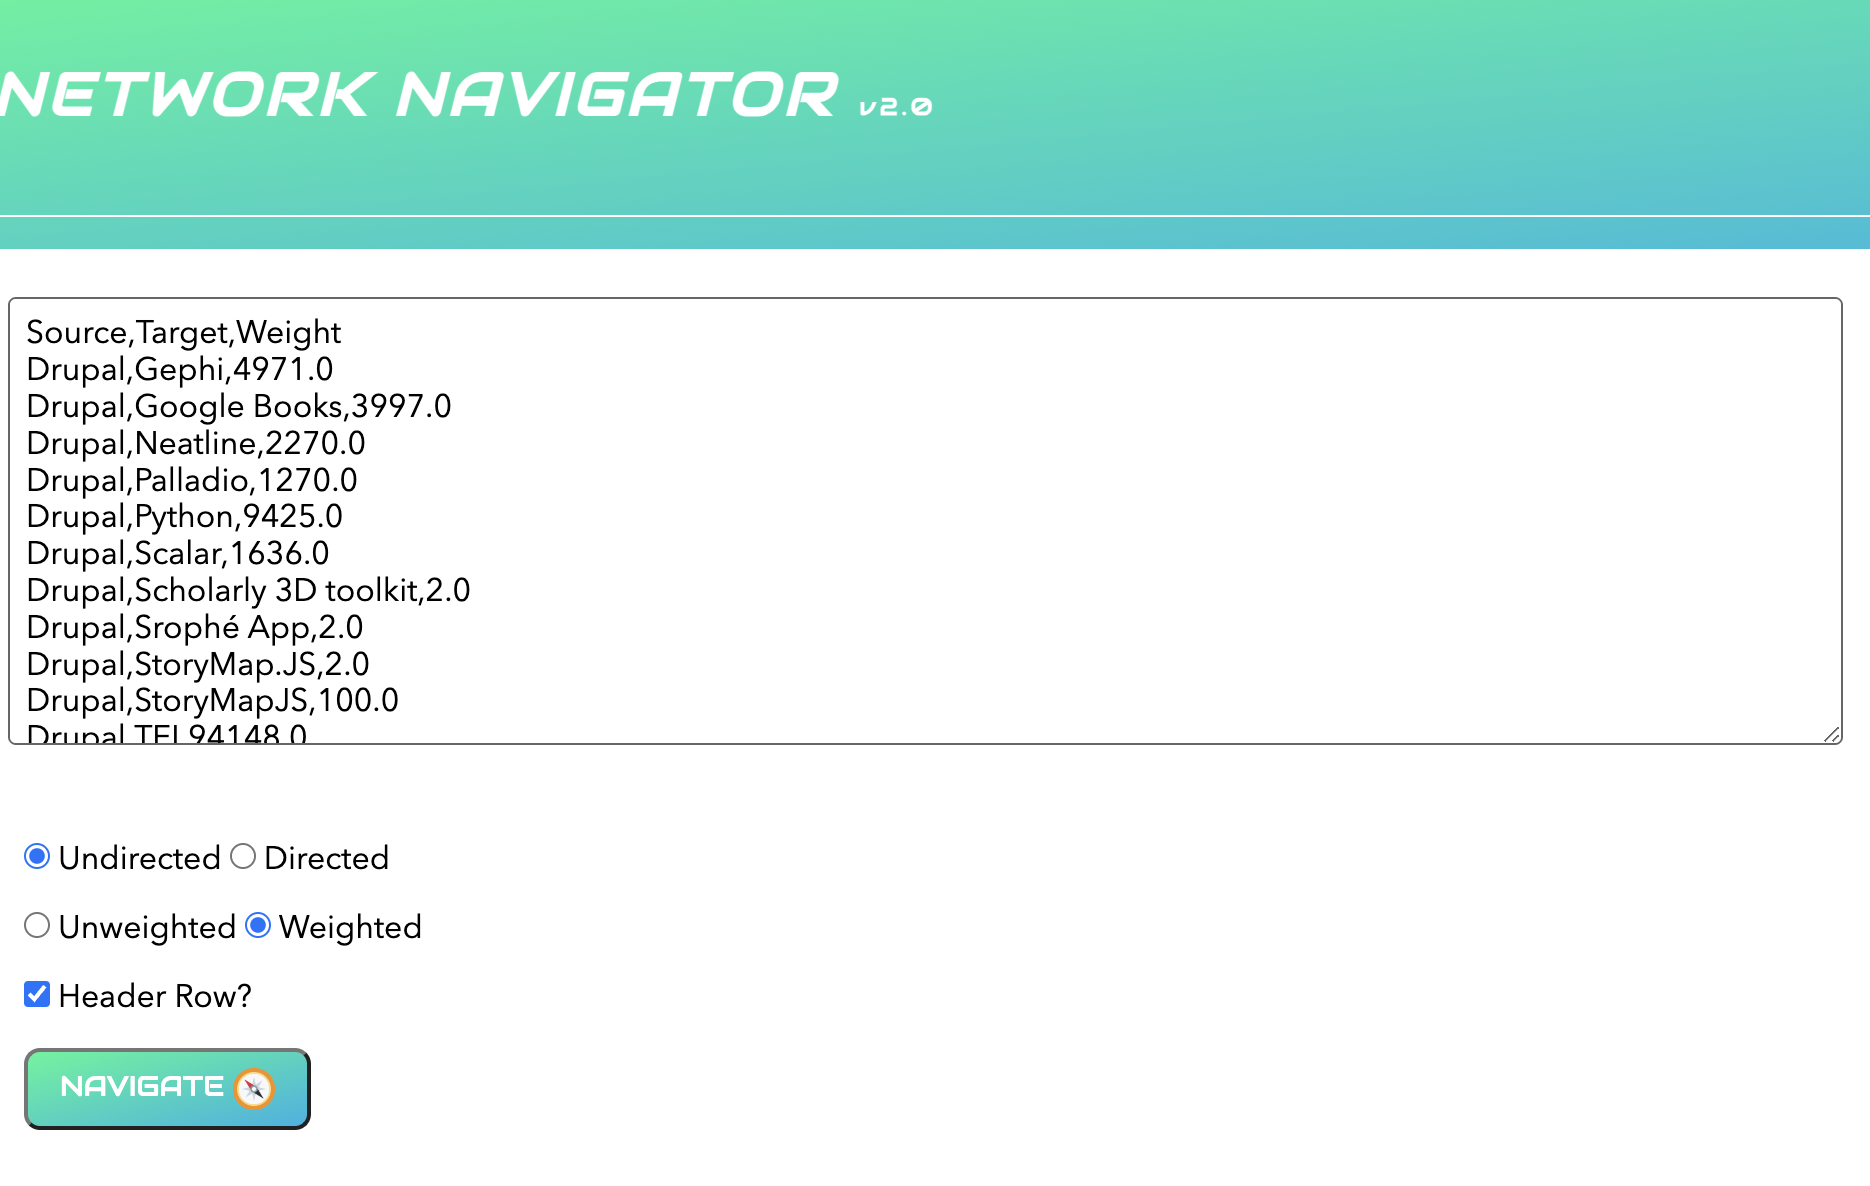 NETWORK NAVIGATOR v2.0
Source,Target,Weight
Drupal,Gephi,4971.0
Drupal,Google Books,3997.0
Drupal,Neatline,2270.0
Drupal,Palladio,1270.0
Drupal,Python,9425.0
Drupal,Scalar,1636.0
Drupal,Scholarly 3D toolkit,2.0
Drupal,Srophé App,2.0
Drupal,StoryMap.JS,2.0
Drupal,StoryMapJS,100.0
Drupal,TEI,94148.0
Undirected Directed
Unweighted Weighted
Header Row?
NAVIGATE